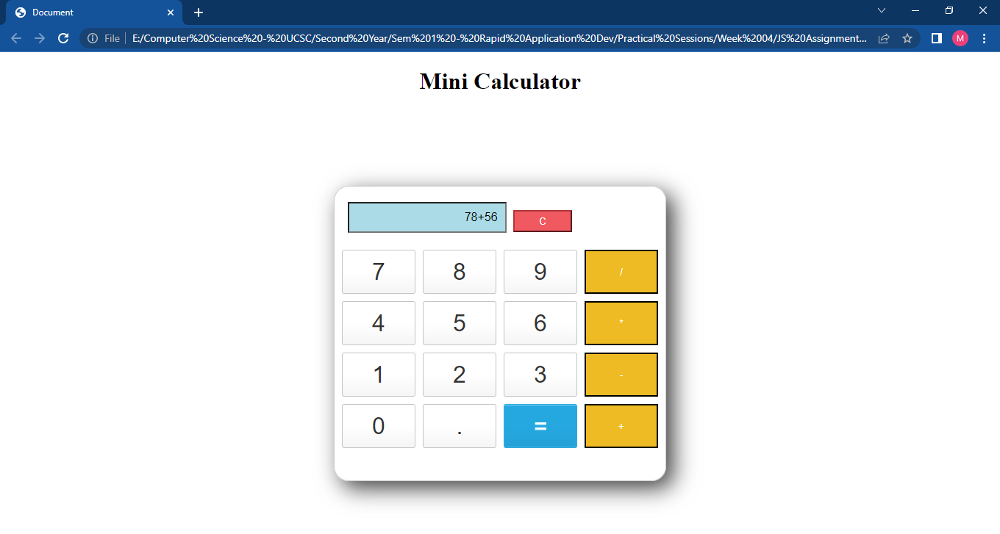 Document
File
E:/Computer%20Science%20-%20UCSC/Second%20Year/Sem%201%20-%20Rapid%20Application%20Dev/Practical%20Sessions/Week%2004/JS%20Assignment...
M
Mini Calculator
78+56
C
7 8 9 /
4 5 6 *
1 2 3 -
0 . = +